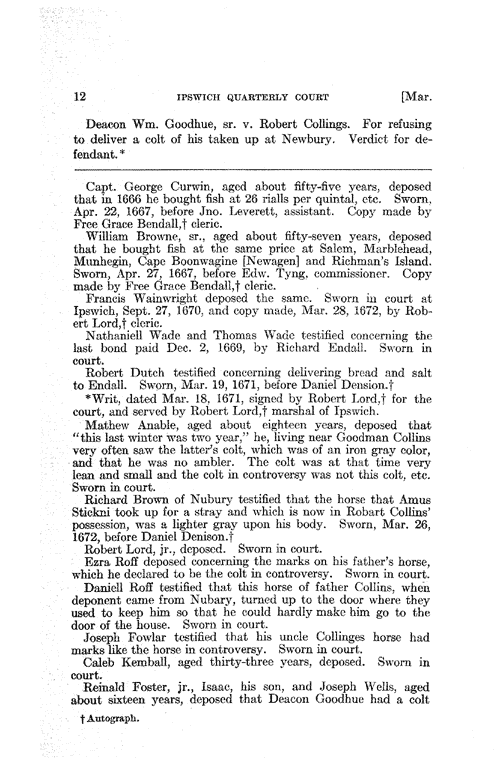 12 IPSWICH QUARTERLY COURT [Mar.
Deacon Wm. Goodhue, sr. v. Robert Collings. For refusing
to deliver a colt of his taken up at Newbury. Verdict for de-
fendant.*
Capt. George Curwin, aged about fifty-five years, deposed
that in 1666 he bought fish at 26 rialls per quintal, etc. Sworn,
Apr. 22, 1667, before Jno. Leverett, assistant. Copy made by
Free Grace Bendall,† cleric.
William Browne, sr., aged about fifty-seven years, deposed
that he bought fish at the same price at Salem, Marblehead,
Munhegin, Cape Boonwagine [Newagen] and Richman's Island.
Sworn, Apr. 27, 1667, before Edw. Tyng, commissioner. Copy
made by Free Grace Bendall,† cleric.
Francis Wainwright deposed the same. Sworn in court at
Ipswich, Sept. 27, 1670, and copy made, Mar. 28, 1672, by Rob-
ert Lord,† cleric.
Nathaniell Wade and Thomas Wade testified concerning the
last bond paid Dec. 2, 1669, by Richard Endall. Sworn in
court.
Robert Dutch testified concerning delivering bread and salt
to Endall. Sworn, Mar. 19, 1671, before Daniel Dension.†
*Writ, dated Mar. 18, 1671, signed by Robert Lord,† for the
court, and served by Robert Lord,† marshal of Ipswich.
Mathew Anable, aged about eighteen years, deposed that
"this last winter was two year," he, living near Goodman Collins
very often saw the latter's colt, which was of an iron gray color,
and that he was no ambler. The colt was at that time very
lean and small and the colt in controversy was not this colt, etc.
Sworn in court.
Richard Brown of Nubury testified that the horse that Amus
Stickni took up for a stray and which is now in Robart Collins'
possession, was a lighter gray upon his body. Sworn, Mar. 26,
1672, before Daniel Denison.†
Robert Lord, jr., deposed. Sworn in court.
Ezra Roff deposed concerning the marks on his father's horse,
which he declared to be the colt in controversy. Sworn in court.
Daniell Roff testified that this horse of father Collins, when
deponent came from Nubary, turned up to the door where they
used to keep him so that he could hardly make him go to the
door of the house. Sworn in court.
Joseph Fowlar testified that his uncle Collinges horse had
marks like the horse in controversy. Sworn in court.
Caleb Kemball, aged thirty-three years, deposed. Sworn in
court.
Reinald Foster, jr., Isaac, his son, and Joseph Wells, aged
about sixteen years, deposed that Deacon Goodhue had a colt
† Autograph.